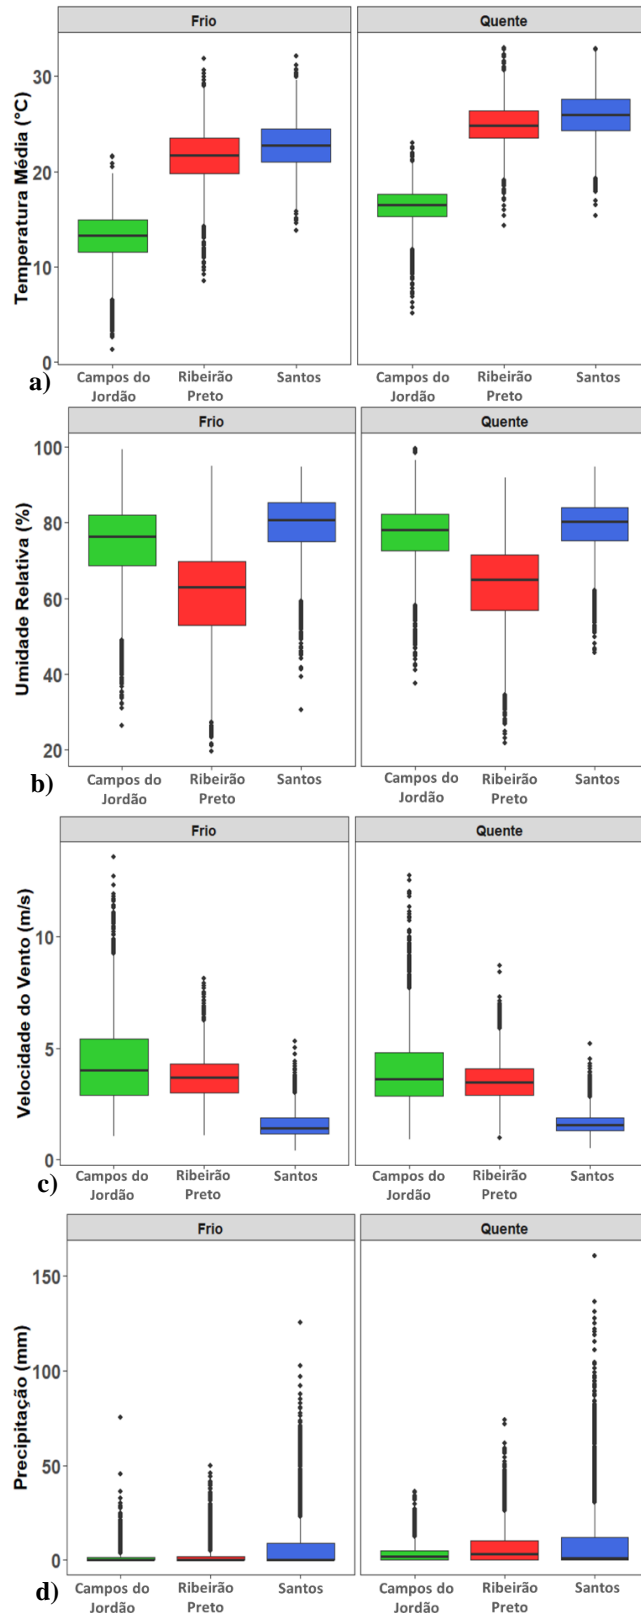 Frio
Quente
Temperatura Média (°C)
30
20
10
0
a)
Campos do
Jordão
Ribeirão
Preto
Santos
Campos do
Jordão
Ribeirão
Preto
Santos
Frio
Quente
Umidade Relativa (%)
100
80
60
40
20
b)
Campos do
Jordão
Ribeirão
Preto
Santos
Campos do
Jordão
Ribeirão
Preto
Santos
Frio
Quente
Velocidade do Vento (m/s)
10
5
0
c)
Campos do
Jordão
Ribeirão
Preto
Santos
Campos do
Jordão
Ribeirão
Preto
Santos
Frio
Quente
Precipitação (mm)
150
100
50
0
d)
Campos do
Jordão
Ribeirão
Preto
Santos
Campos do
Jordão
Ribeirão
Preto
Santos